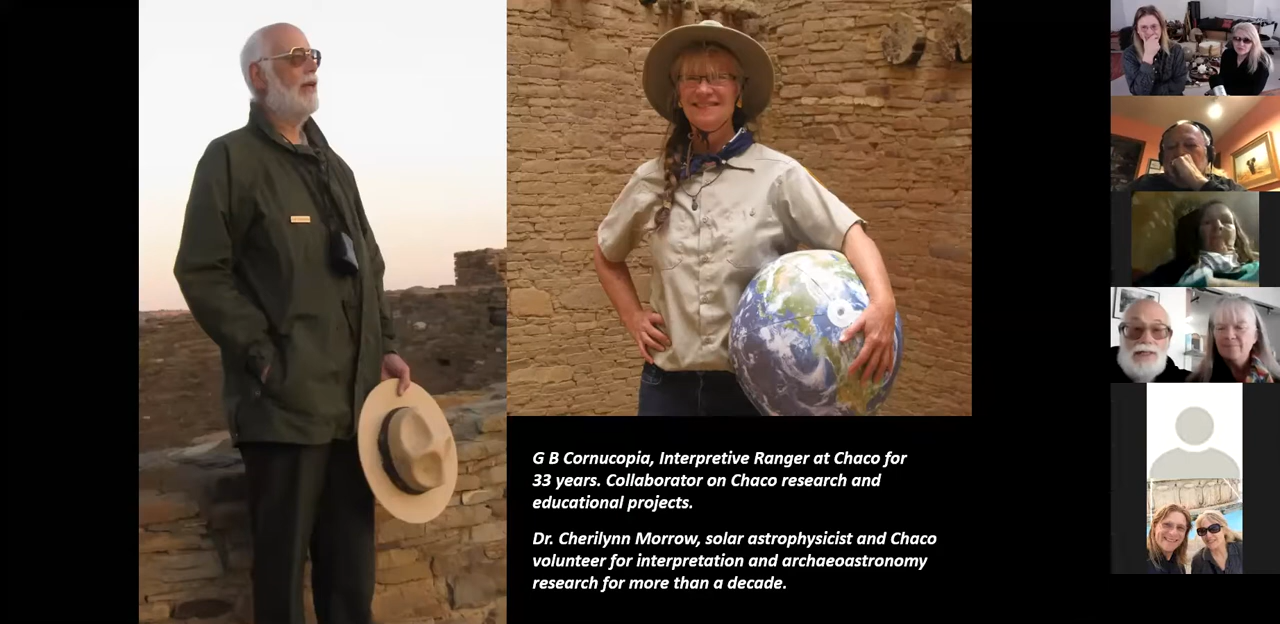 G B Cornucopia, Interpretive Ranger at Chaco for
33 years. Collaborator on Chaco research and
educational projects.
Dr. Cherilynn Morrow, solar astrophysicist and Chaco
volunteer for interpretation and archaeoastronomy
research for more than a decade.